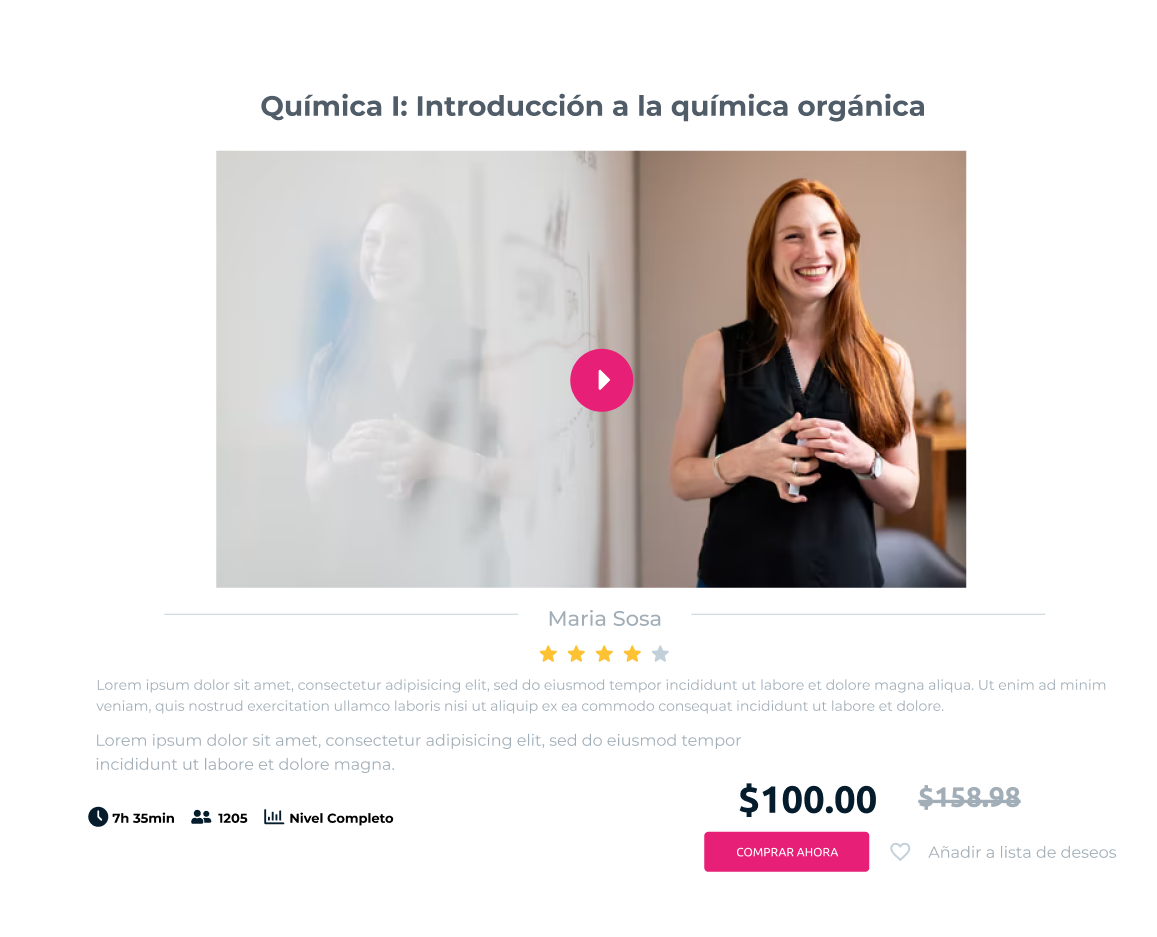 Química I: Introducción a la química orgánica
Maria Sosa
Lorem ipsum dolor sit amet, consectetur adipisicing elit, sed do eiusmod tempor incididunt ut labore et dolore magna aliqua. Ut enim ad minim
veniam, quis nostrud exercitation ullamco laboris nisi ut aliquip ex ea commodo consequat incididunt ut labore et dolore.
Lorem ipsum dolor sit amet, consectetur adipisicing elit, sed do eiusmod tempor
incididunt ut labore et dolore magna.
$100.00 $158.98
7h 35min 1205 Nivel Completo
COMPRAR AHORA Añadir a lista de deseos